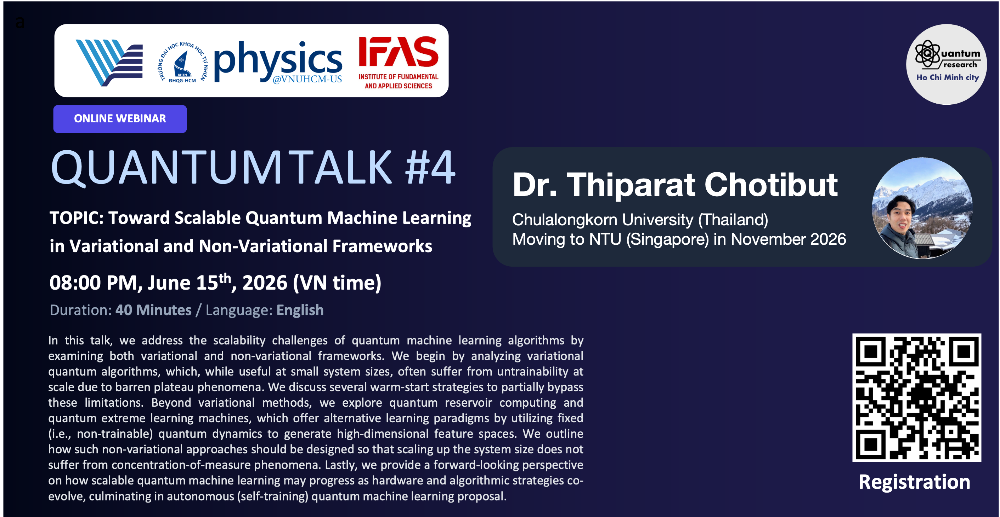 a
TRƯỜNG ĐẠI HỌC KHOA HỌC TỰ NHIÊN
KHTN
ĐHQG-HCM
physics
@VNUHCM-US
IFAS
INSTITUTE OF FUNDAMENTAL
AND APPLIED SCIENCES
Quantum
research
Ho Chi Minh city
ONLINE WEBINAR
QUANTUM TALK #4
TOPIC: Toward Scalable Quantum Machine Learning
in Variational and Non-Variational Frameworks
08:00 PM, June 15th, 2026 (VN time)
Duration: 40 Minutes / Language: English
Dr. Thiparat Chotibut
Chulalongkorn University (Thailand)
Moving to NTU (Singapore) in November 2026
In this talk, we address the scalability challenges of quantum machine learning algorithms by
examining both variational and non-variational frameworks. We begin by analyzing variational
quantum algorithms, which, while useful at small system sizes, often suffer from untrainability at
scale due to barren plateau phenomena. We discuss several warm-start strategies to partially bypass
these limitations. Beyond variational methods, we explore quantum reservoir computing and
quantum extreme learning machines, which offer alternative learning paradigms by utilizing fixed
(i.e., non-trainable) quantum dynamics to generate high-dimensional feature spaces. We outline
how such non-variational approaches should be designed so that scaling up the system size does not
suffer from concentration-of-measure phenomena. Lastly, we provide a forward-looking perspective
on how scalable quantum machine learning may progress as hardware and algorithmic strategies co-
evolve, culminating in autonomous (self-training) quantum machine learning proposal.
Registration